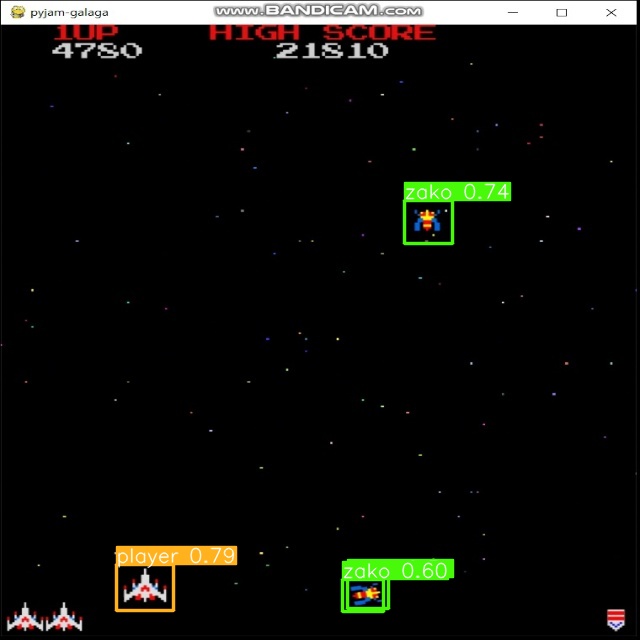 pyjam-galaga
www.BANDICAM.com
1UP HIGH SCORE
4780 21810
zako 0.74
player 0.79
zako 0.60